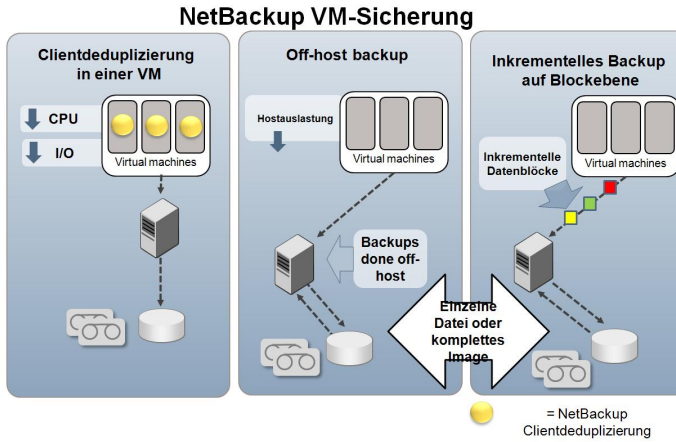 NetBackup VM-Sicherung
Clientdeduplizierung
in einer VM
CPU
I/O
Virtual machines
Off-host backup
Hostauslastung
Virtual machines
Backups
done off-
host
Inkrementelles Backup
auf Blockebene
Inkrementelle
Datenblöcke
Virtual machines
Einzelne
Datei oder
komplettes
Image
= NetBackup
Clientdeduplizierung